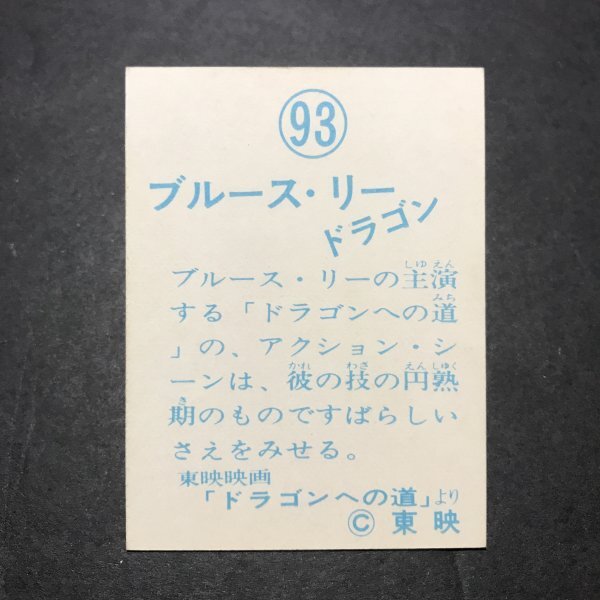 93
ブルース・リー
ドラゴン
ブルース・リーの主演
する「ドラゴンへの道
」の、アクション・シ
ーンは、彼の技の円熟
期のものですばらしい
さえをみせる。
東映映画
「ドラゴンへの道」より
© 東映